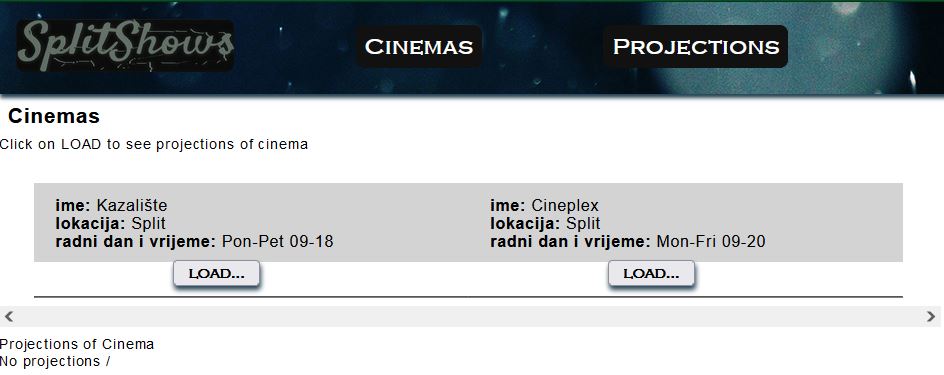 SplitShows
CINEMAS
PROJECTIONS
Cinemas
Click on LOAD to see projections of cinema
ime: Kazalište
lokacija: Split
radni dan i vrijeme: Pon-Pet 09-18
LOAD...
ime: Cineplex
lokacija: Split
radni dan i vrijeme: Mon-Fri 09-20
LOAD...
Projections of Cinema
No projections /